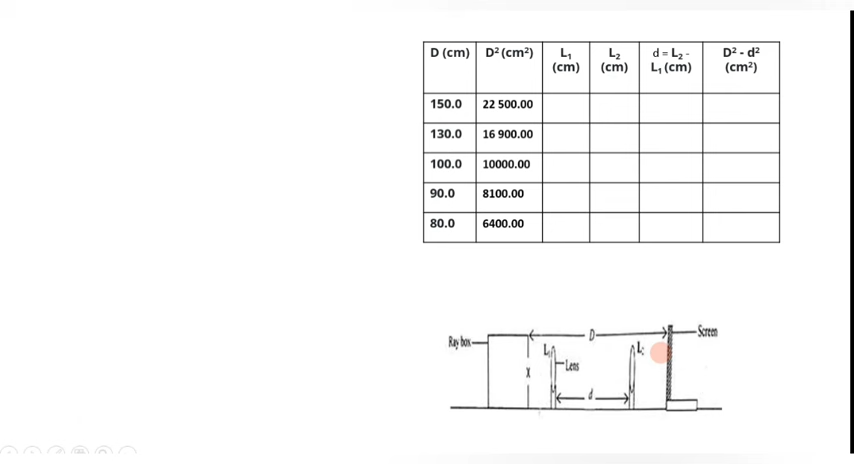 D (cm) D² (cm²) L₁ (cm) L₂ (cm) d = L₂ - L₁ (cm) D² - d² (cm²)
150.0 22 500.00
130.0 16 900.00
100.0 10000.00
90.0 8100.00
80.0 6400.00
D
Screen
Ray box
L₁
L₂
Lens
X
d